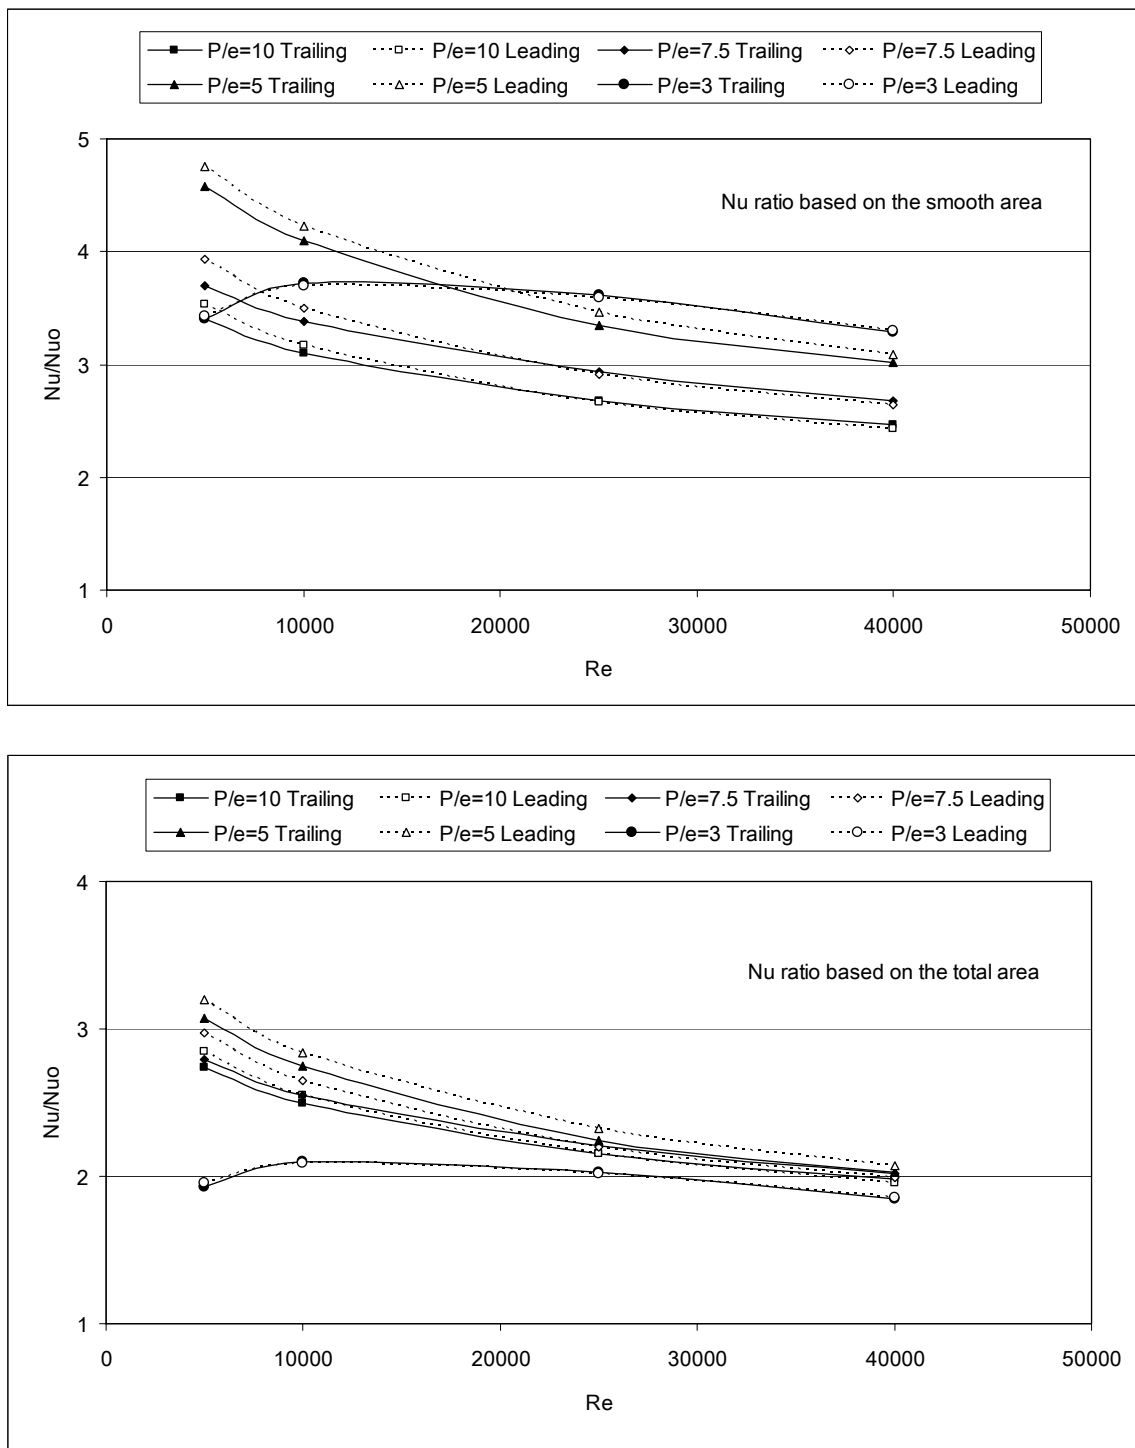 P/e=10 Trailing P/e=10 Leading P/e=7.5 Trailing P/e=7.5 Leading
P/e=5 Trailing P/e=5 Leading P/e=3 Trailing P/e=3 Leading
5
Nu ratio based on the smooth area
4
3
2
1
Nu/Nuo
0 10000 20000 30000 40000 50000
Re
P/e=10 Trailing P/e=10 Leading P/e=7.5 Trailing P/e=7.5 Leading
P/e=5 Trailing P/e=5 Leading P/e=3 Trailing P/e=3 Leading
4
Nu ratio based on the total area
3
2
1
Nu/Nuo
0 10000 20000 30000 40000 50000
Re